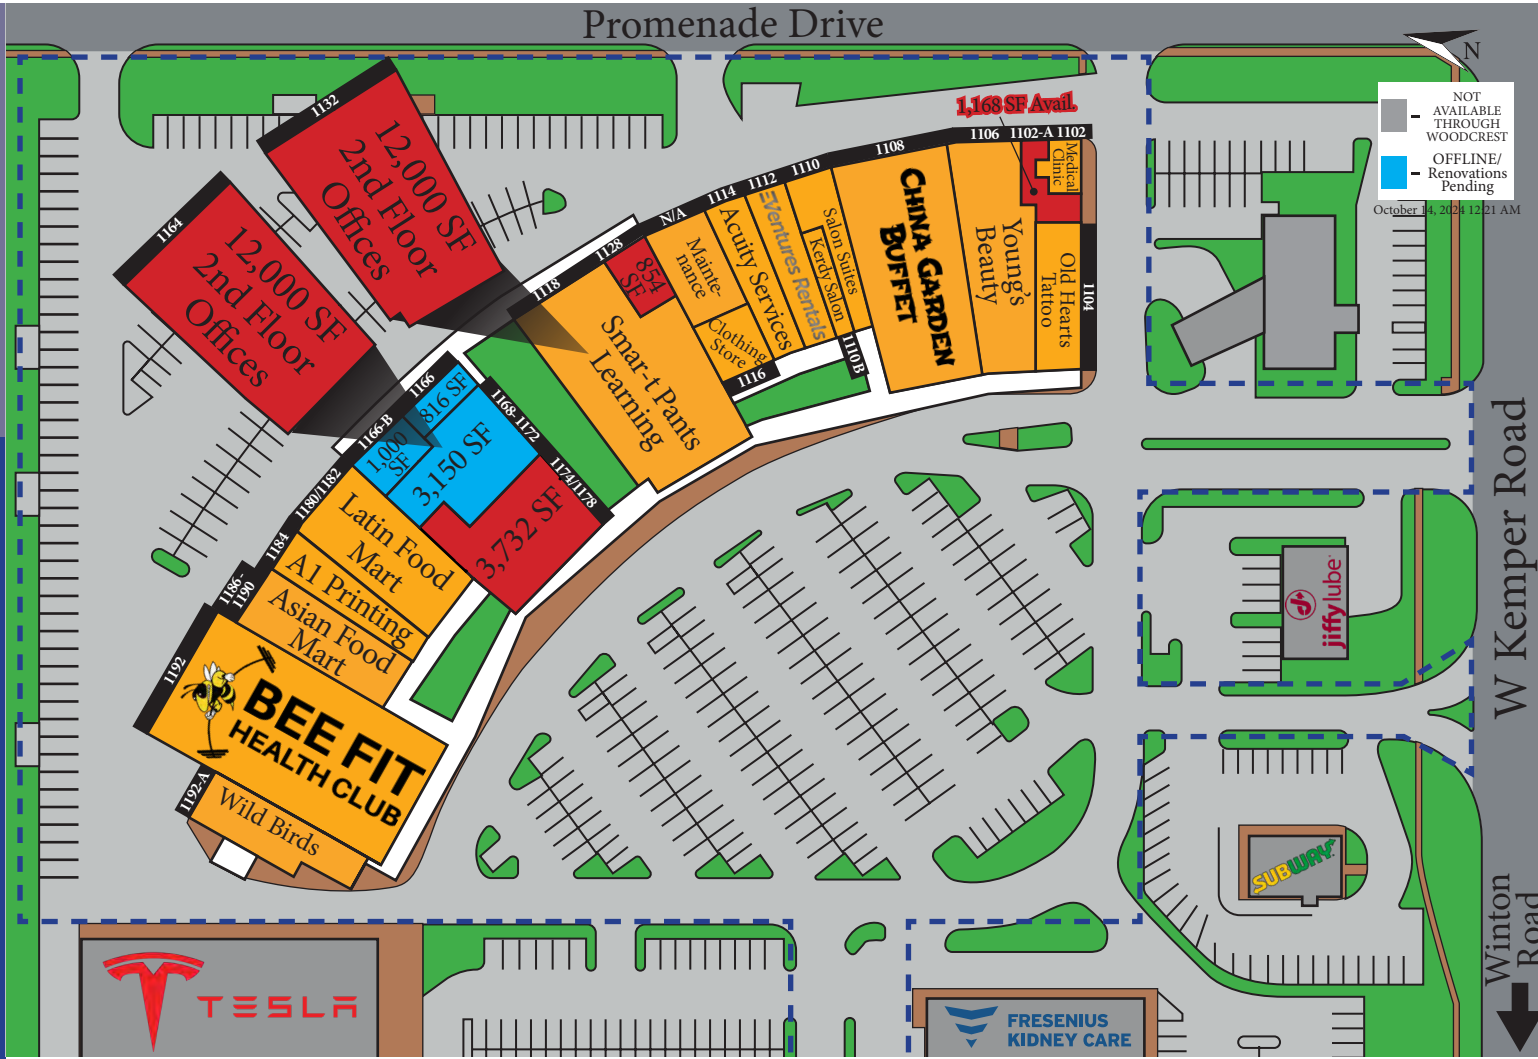 Promenade Drive
N
NOT
AVAILABLE
THROUGH
WOODCREST
OFFLINE/
Renovations
Pending
October 14, 2024 12:21 AM
1132
12,000 SF
2nd Floor
Offices
1164
12,000 SF
2nd Floor
Offices
1,168 SF Avail.
1106
1102-A
1102
Medical
Clinic
1108
CHINA GARDEN
BUFFET
Young's
Beauty
Old Hearts
Tattoo
1104
1110
Salon Suites
Kerdy Salon
1110 B
1112
EVentures Rentals
1114
Acuity Services
N/A
Mainte-
nance
Clothing
Store
1116
1128
854
SF
1118
Smar-t Pants
Learning
1166
816 SF
1166-B
1,000
SF
1168- 1172
3,150 SF
1174/1178
3,732 SF
1180/1182
Latin Food
Mart
1184
A1 Printing
1186-
1190
Asian Food
Mart
1192
BEE FIT
HEALTH CLUB
1192-A
Wild Birds
W Kemper Road
jiffylube
SUBWAY
Winton
Road
TESLA
FRESENIUS
KIDNEY CARE